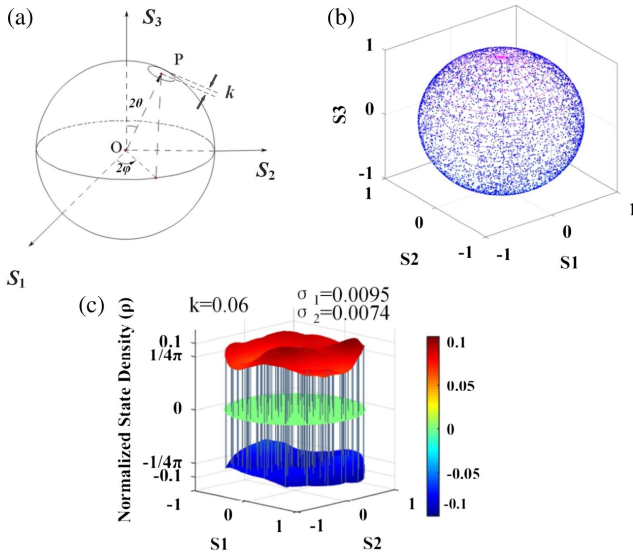 (a)
S3
P
k
2θ
O
2φ
S2
S1
(b)
1
0
-1
S3
1
0
-1
S2
-1
0
1
S1
(c)
k=0.06
σ 1=0.0095
σ 2=0.0074
Normalized State Density (ρ)
0.1
1/4π
0
-1/4π
-0.1
-1
0
1
S1
-1
0
1
S2
0.1
0.05
0
-0.05
-0.1